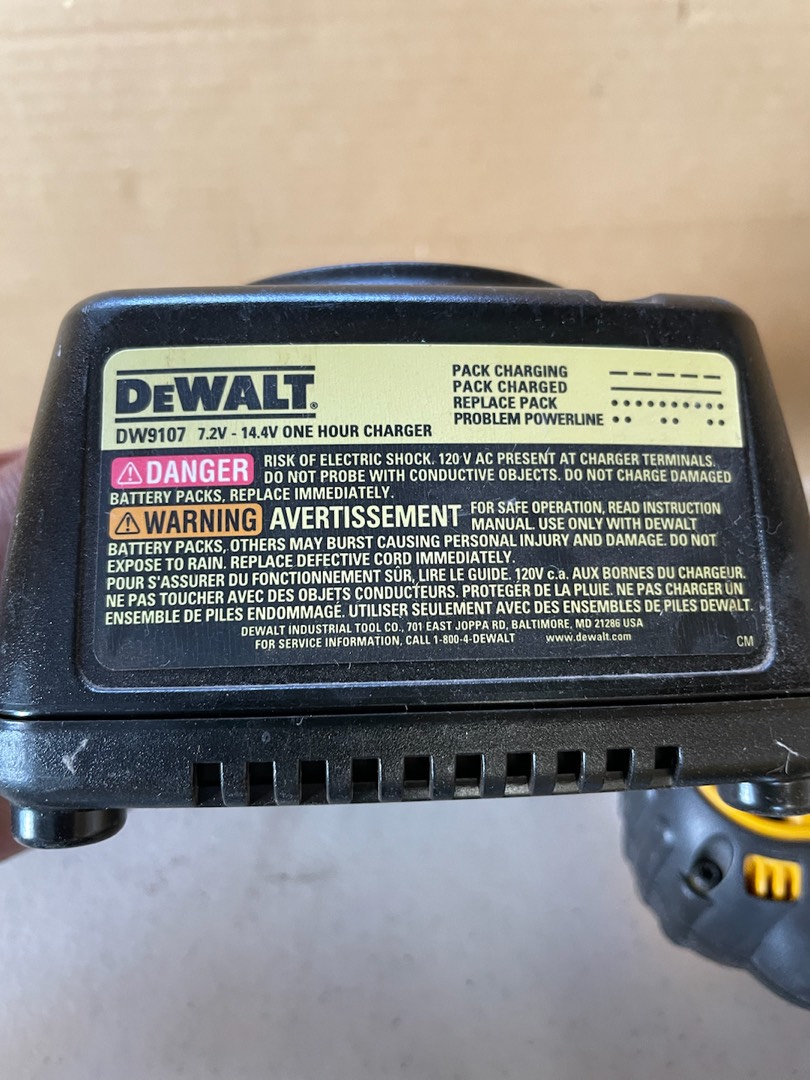 DEWALT®
DW9107 7.2V - 14.4V ONE HOUR CHARGER
PACK CHARGING
PACK CHARGED
REPLACE PACK
PROBLEM POWERLINE
DANGER RISK OF ELECTRIC SHOCK. 120 V AC PRESENT AT CHARGER TERMINALS.
DO NOT PROBE WITH CONDUCTIVE OBJECTS. DO NOT CHARGE DAMAGED
BATTERY PACKS, REPLACE IMMEDIATELY.
WARNING AVERTISSEMENT FOR SAFE OPERATION, READ INSTRUCTION
MANUAL. USE ONLY WITH DEWALT
BATTERY PACKS, OTHERS MAY BURST CAUSING PERSONAL INJURY AND DAMAGE. DO NOT
EXPOSE TO RAIN. REPLACE DEFECTIVE CORD IMMEDIATELY.
POUR S'ASSURER DU FONCTIONNEMENT SÛR, LIRE LE GUIDE. 120V c.a. AUX BORNES DU CHARGEUR.
NE PAS TOUCHER AVEC DES OBJETS CONDUCTEURS. PROTEGÉR DE LA PLUIE. NE PAS CHARGER UN
ENSEMBLE DE PILES ENDOMMAGÉ. UTILISER SEULEMENT AVEC DES ENSEMBLES DE PILES DEWALT.
DEWALT INDUSTRIAL TOOL CO., 701 EAST JOPPA RD, BALTIMORE, MD 21286 USA
FOR SERVICE INFORMATION, CALL 1-800-4-DEWALT www.dewalt.com
CM